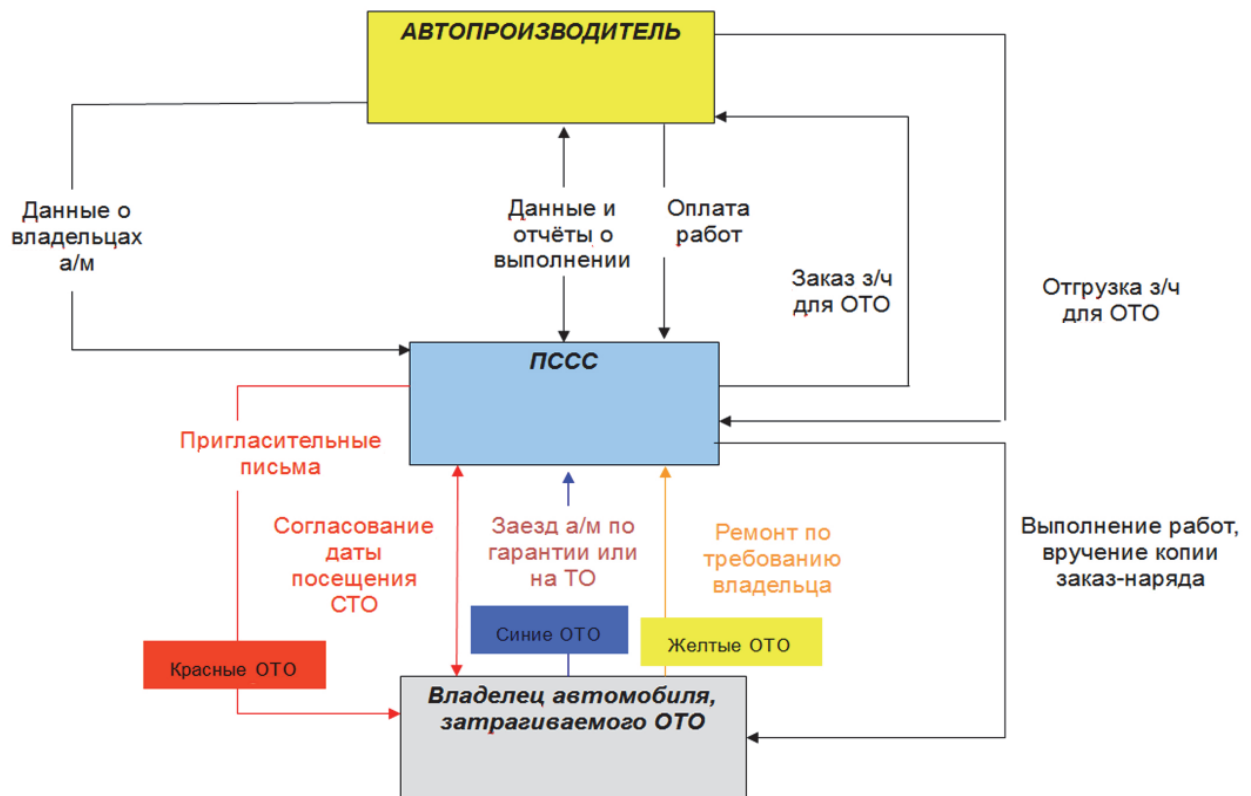 АВТОПРОИЗВОДИТЕЛЬ
Данные о
владельцах
а/м
Данные и
отчёты о
выполнении
Оплата
работ
Заказ з/ч
для ОТО
Отгрузка з/ч
для ОТО
ПССС
Пригласительные
письма
Согласование
даты
посещения
СТО
Заезд а/м по
гарантии или
на ТО
Ремонт по
требованию
владельца
Выполнение работ,
вручение копии
заказ-наряда
Красные ОТО
Синие ОТО
Желтые ОТО
Владелец автомобиля,
затрагиваемого ОТО